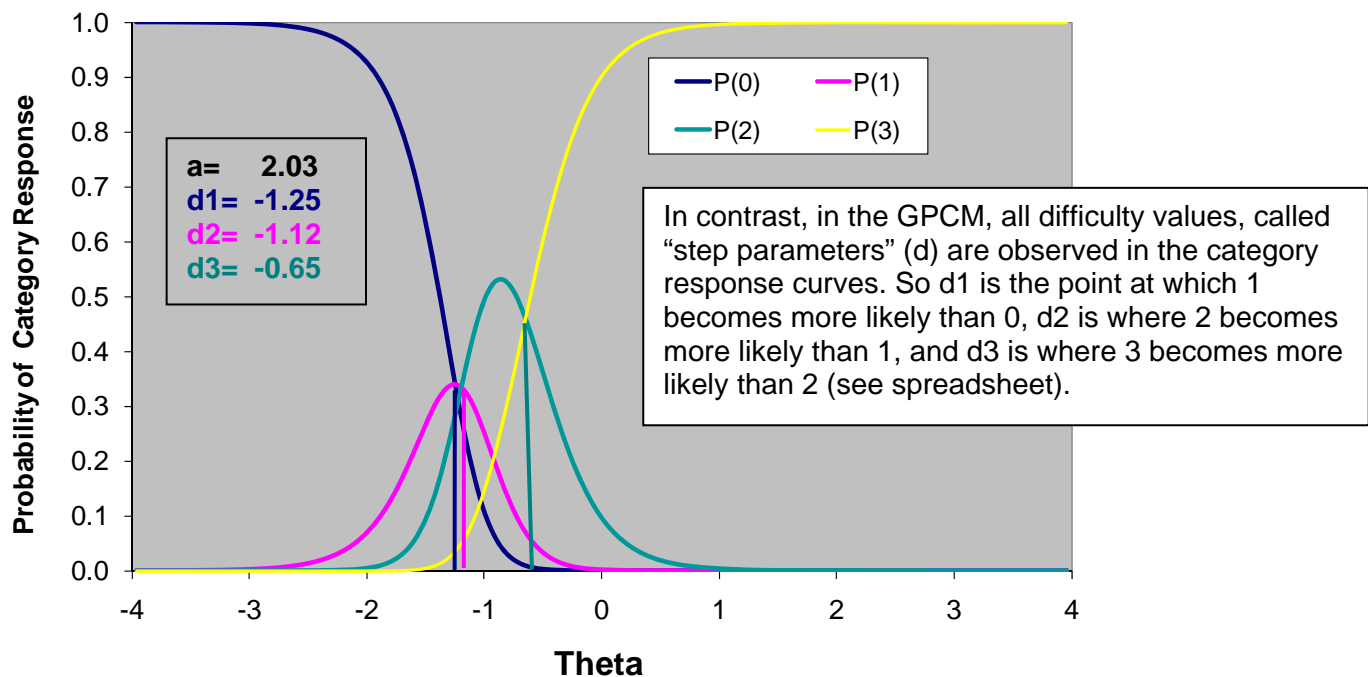 1.0
0.9
0.8
0.7
0.6
0.5
0.4
0.3
0.2
0.1
0.0
Probability of Category Response
-4 -3 -2 -1 0 1 2 3 4
Theta
P(0) P(1)
P(2) P(3)
a= 2.03
d1= -1.25
d2= -1.12
d3= -0.65
In contrast, in the GPCM, all difficulty values, called
“step parameters” (d) are observed in the category
response curves. So d1 is the point at which 1
becomes more likely than 0, d2 is where 2 becomes
more likely than 1, and d3 is where 3 becomes more
likely than 2 (see spreadsheet).